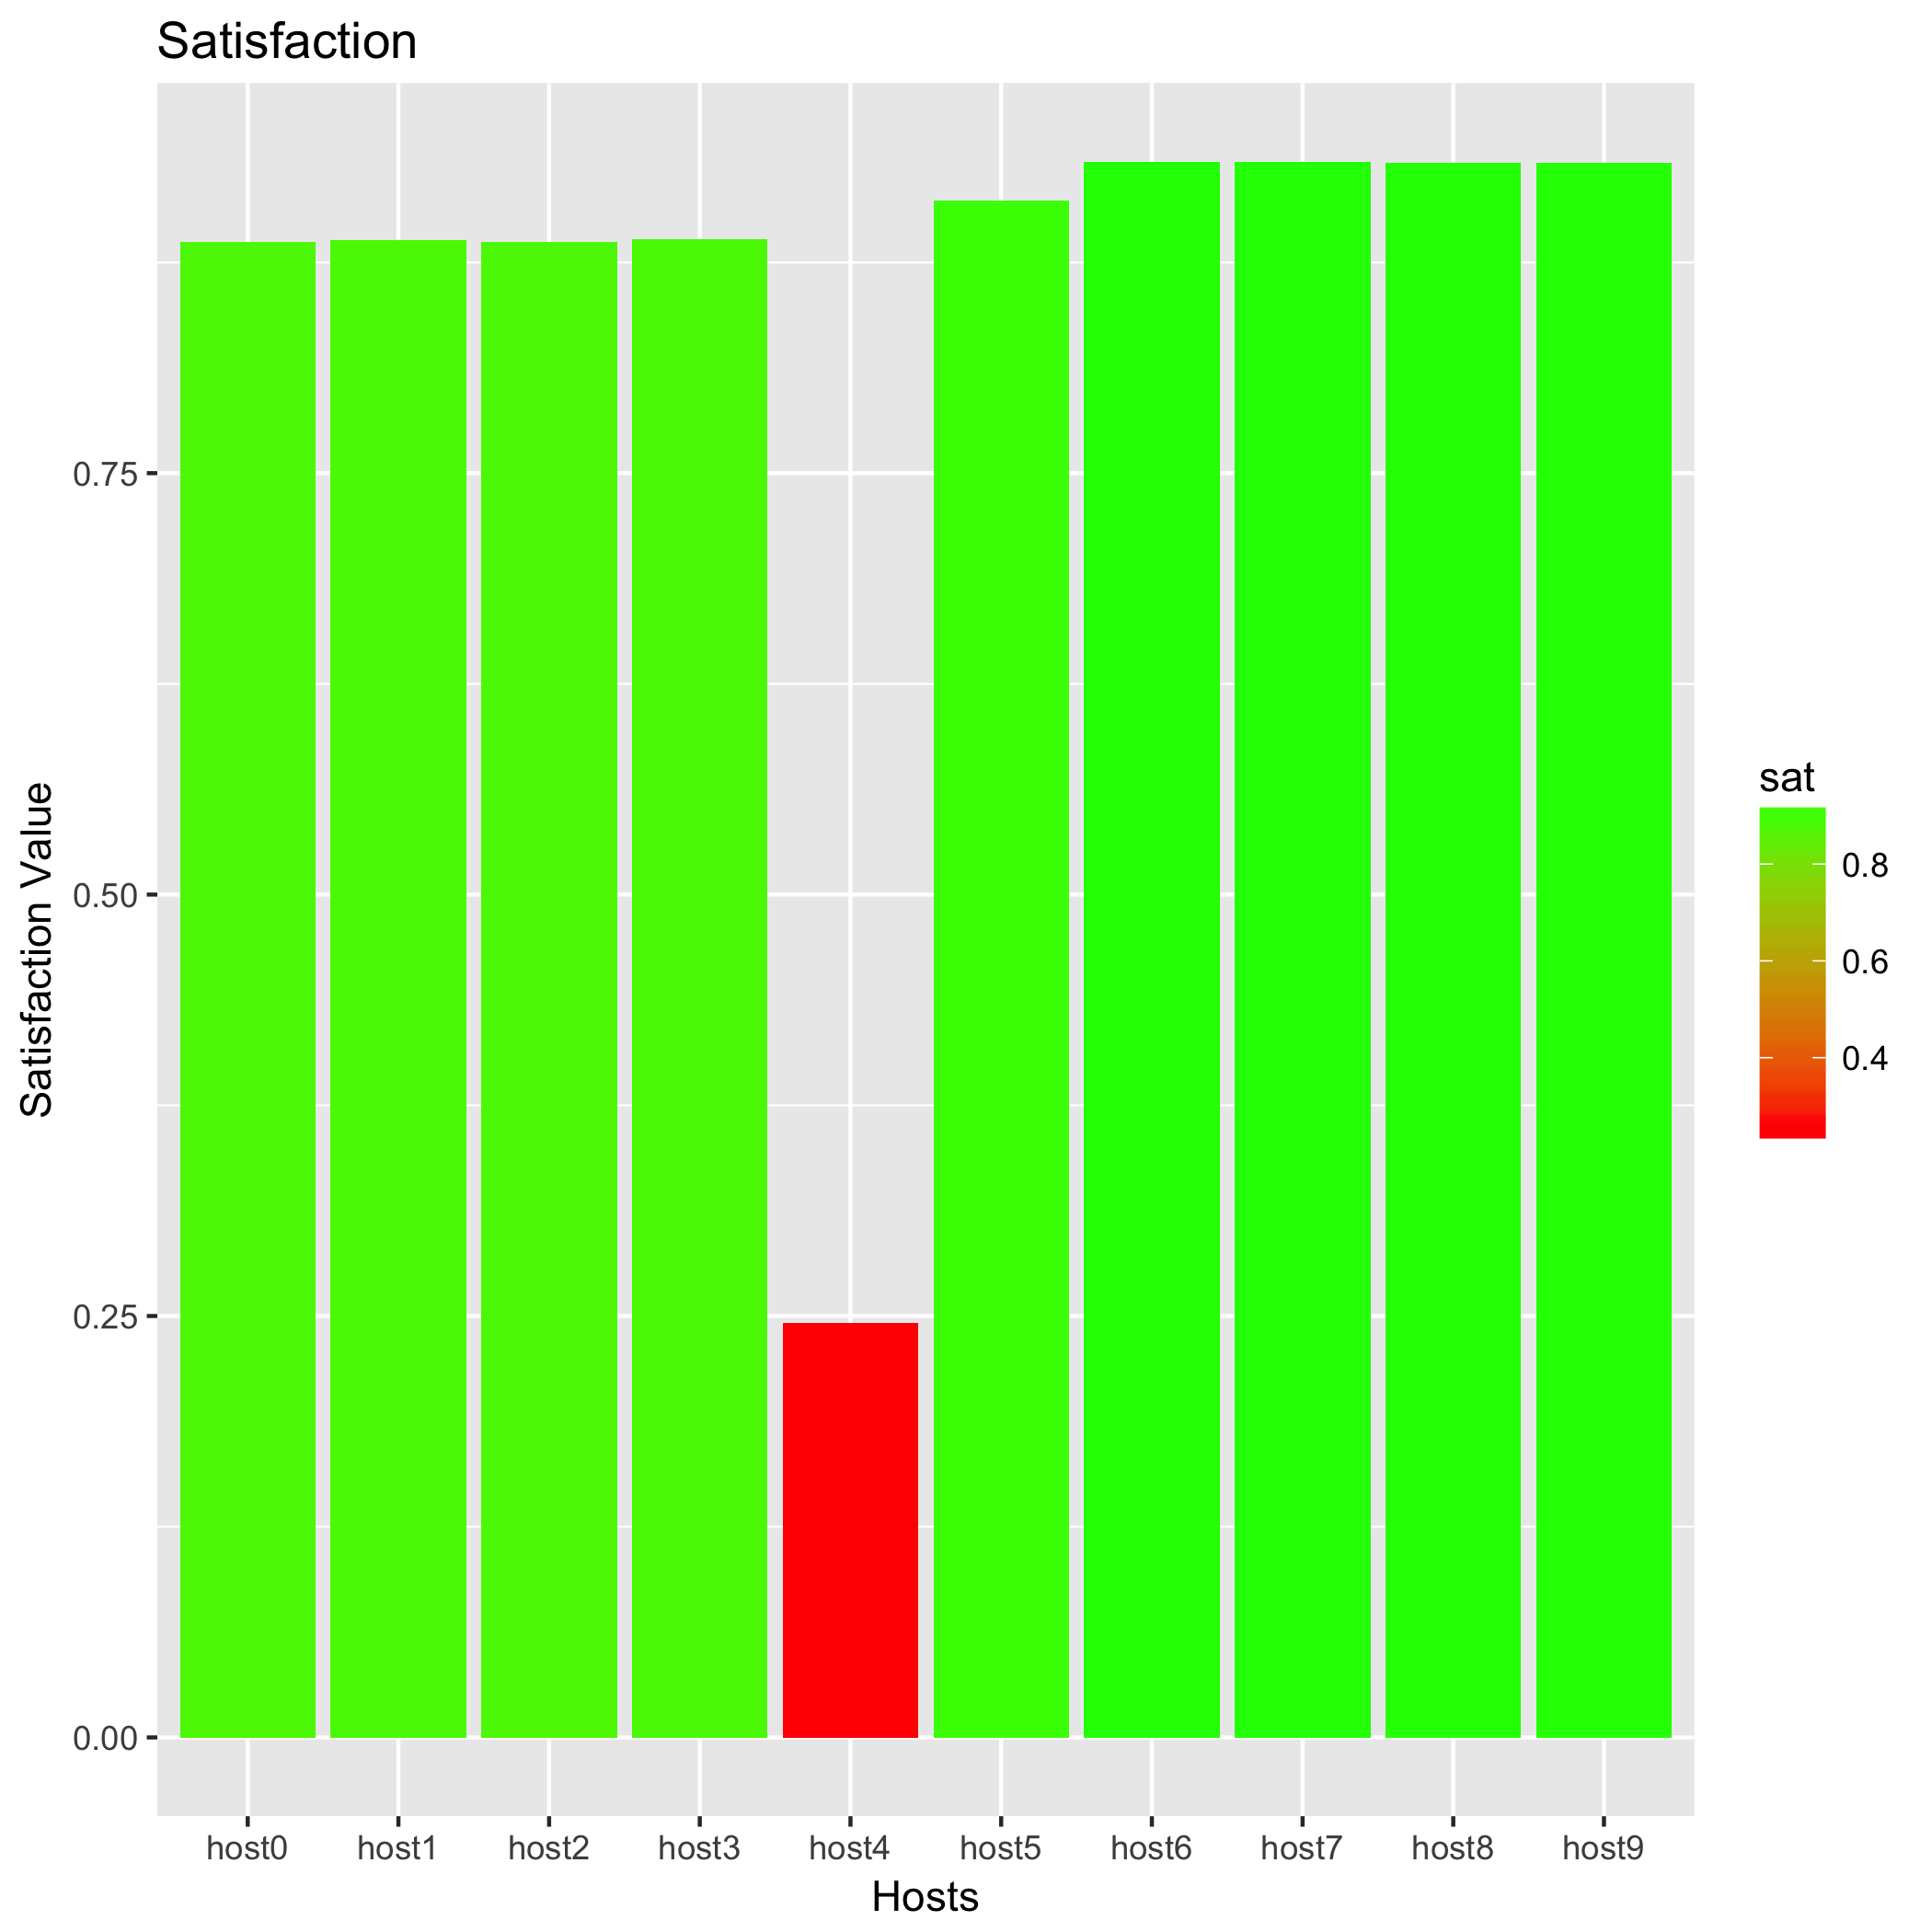 Satisfaction
Satisfaction Value
0.75
0.50
0.25
0.00
host0 host1 host2 host3 host4 host5 host6 host7 host8 host9
Hosts
sat
0.8
0.6
0.4